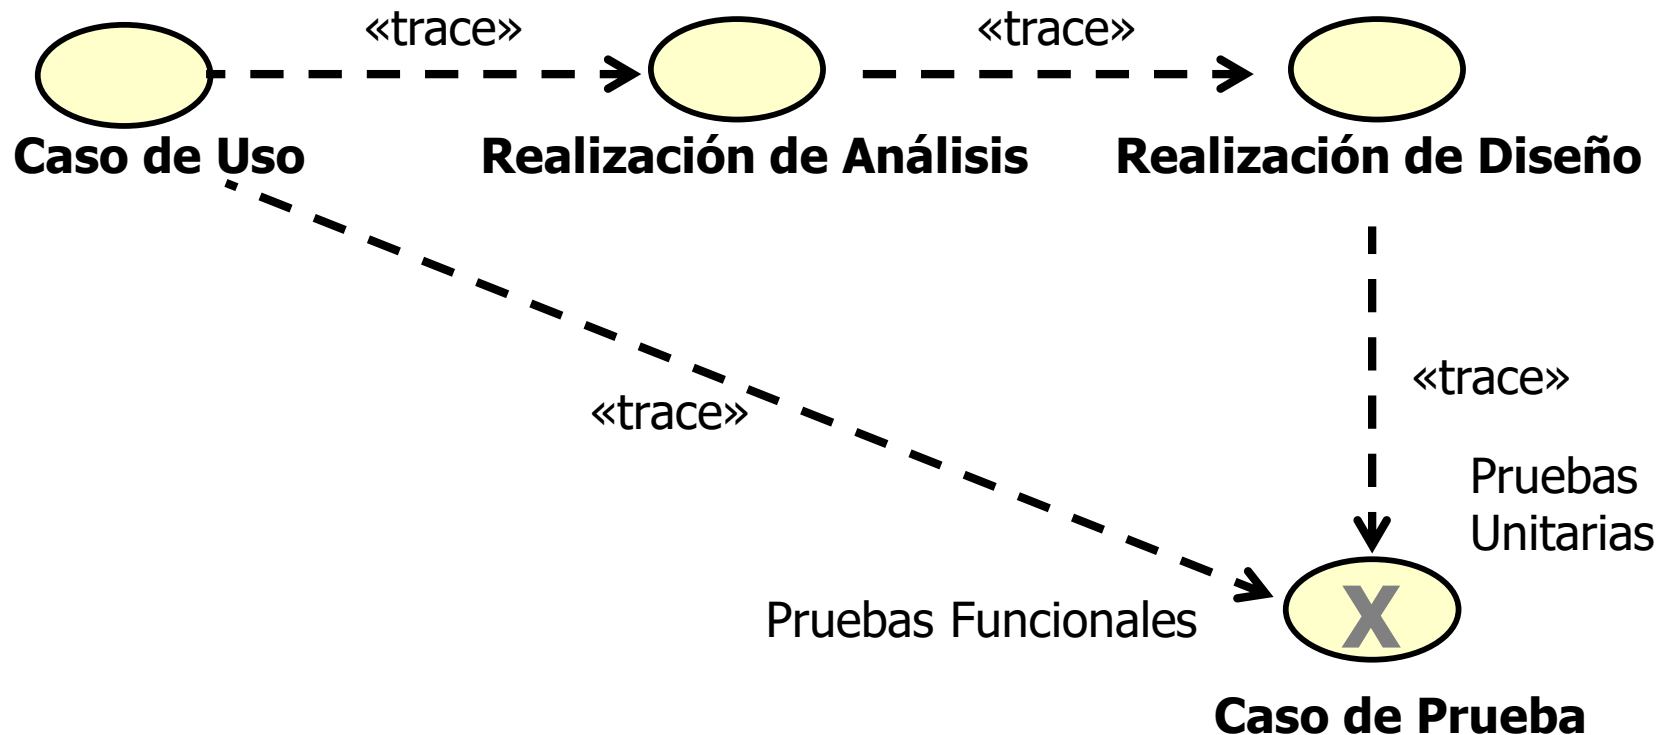 «trace»
«trace»
Caso de Uso
Realización de Análisis
Realización de Diseño
«trace»
«trace»
Pruebas
Unitarias
Pruebas Funcionales
X
Caso de Prueba